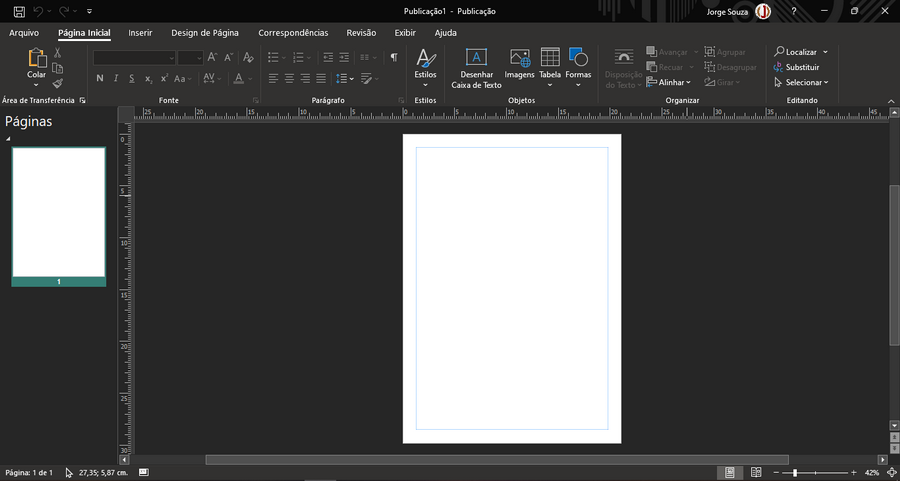 Publicação1 - Publicação
Jorge Souza
?
Arquivo Página Inicial Inserir Design de Página Correspondências Revisão Exibir Ajuda
Colar
N I S x₂ x² Aa AV A
Estilos
Desenhar
Caixa de Texto
Imagens
Tabela
Formas
Disposição
do Texto
Avançar
Recuar
Alinhar
Agrupar
Desagrupar
Girar
Localizar
Substituir
Selecionar
Área de Transferência Fonte Parágrafo Estilos Objetos Organizar Editando
Páginas
25 20 15 10 5 0 5 10 15 20 25 30 35 40 45
0
5
10
15
20
25
30
1
Página: 1 de 1 27,35; 5,87 cm. 42%